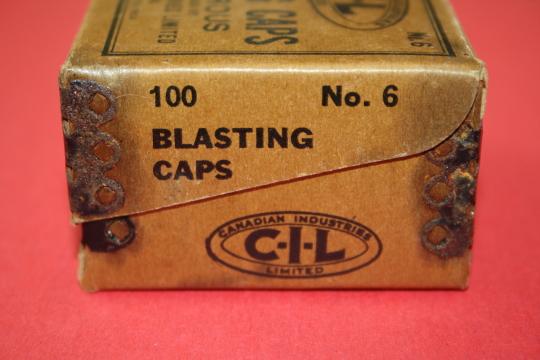 CAPS
No. 6
100 No. 6
BLASTING
CAPS
CANADIAN INDUSTRIES
C-I-L
LIMITED